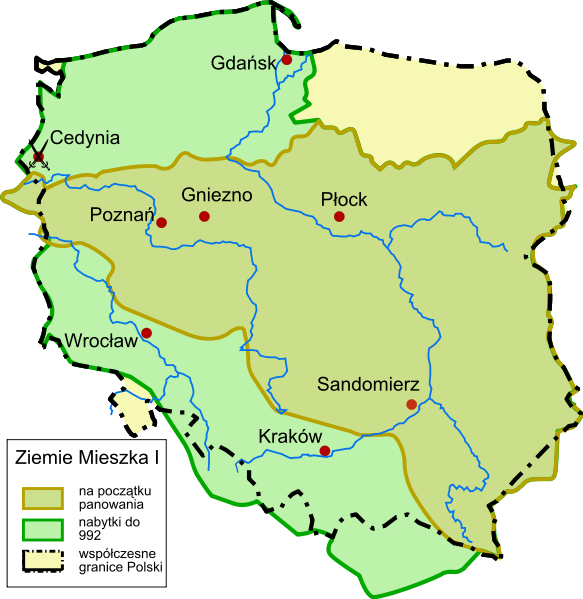 Gdańsk
Cedynia
Gniezno
Poznań
Płock
Wrocław
Sandomierz
Kraków
Ziemie Mieszka I
na początku
panowania
nabytki do
992
współczesne
granice Polski